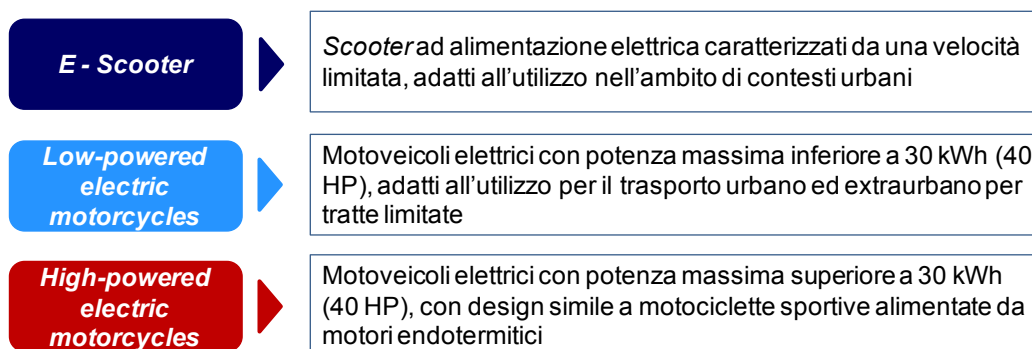 E - Scooter
Scooter ad alimentazione elettrica caratterizzati da una velocità
limitata, adatti all'utilizzo nell'ambito di contesti urbani
Low-powered
electric
motorcycles
Motoveicoli elettrici con potenza massima inferiore a 30 kWh (40
HP), adatti all'utilizzo per il trasporto urbano ed extraurbano per
tratte limitate
High-powered
electric
motorcycles
Motoveicoli elettrici con potenza massima superiore a 30 kWh
(40 HP), con design simile a motociclette sportive alimentate da
motori endotermitici